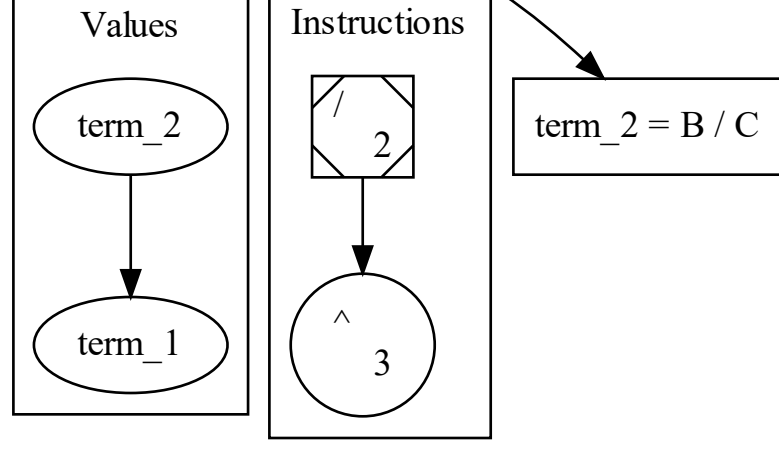 Values
term_2
term_1
Instructions
/
2
^
3
term_2 = B / C